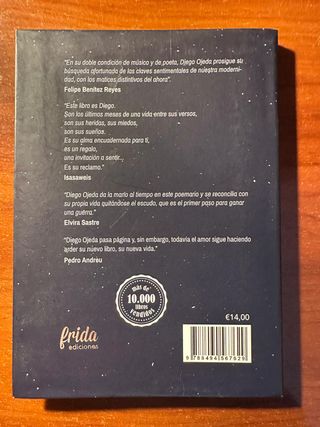 "En su doble condición de músico y de poeta, Diego Ojeda prosigue su
búsqueda afortunada de las claves sentimentales de nuestra moderni-
dad, con los matices distintivos del ahora".
Felipe Benítez Reyes
"Este libro es Diego.
Son los últimos meses de una vida entre sus versos,
son sus heridas, sus miedos,
son sus sueños.
Es su alma encuadernada para ti,
es un regalo,
una invitación a sentir...
Es su reclamo."
Isasaweis
"Diego Ojeda da la mano al tiempo en este poemario y se reconcilia con
su propia vida quitándose el escudo, que es el primer paso para ganar
una guerra."
Elvira Sastre
"Diego Ojeda pasa página y, sin embargo, todavía el amor sigue haciendo
arder su nuevo libro, su nueva vida."
Pedro Andreu
más de
10.000
libros
vendidos
€14,00
frida
ediciones
9 788494 567629